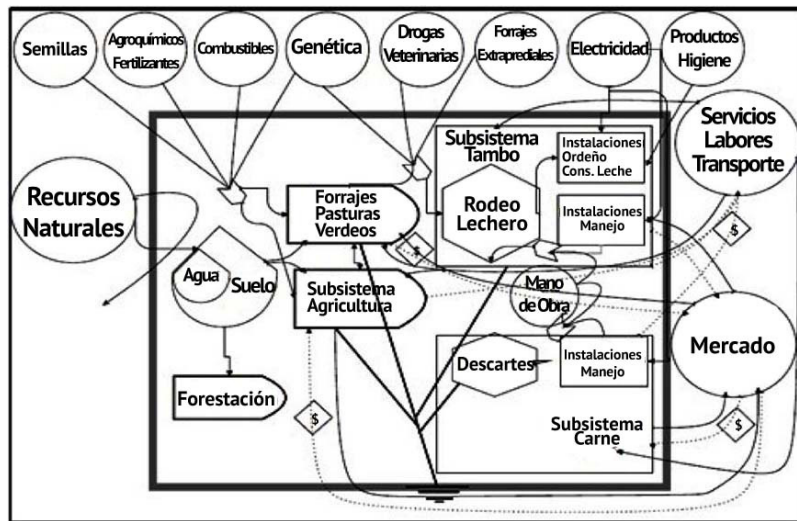 Semillas
Agroquímicos
Fertilizantes
Combustibles
Genética
Drogas
Veterinarias
Forrajes
Extraprediales
Electricidad
Productos
Higiene
Servicios
Labores
Transporte
Subsistema
Tambo
Instalaciones
Ordeño
Cons. Leche
Recursos
Naturales
Forrajes
Pasturas
Verdeos
Rodeo
Lechero
Instalaciones
Manejo
$
$
Agua
Suelo
Subsistema
Agricultura
Mano
de Obra
Mercado
Descartes
Instalaciones
Manejo
Forestación
$
Subsistema
Carne
$